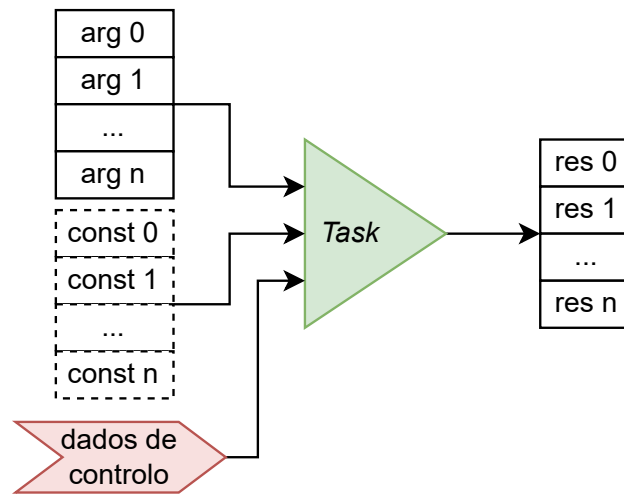 arg 0
arg 1
...
arg n
const 0
const 1
...
const n
dados de
controlo
Task
res 0
res 1
...
res n